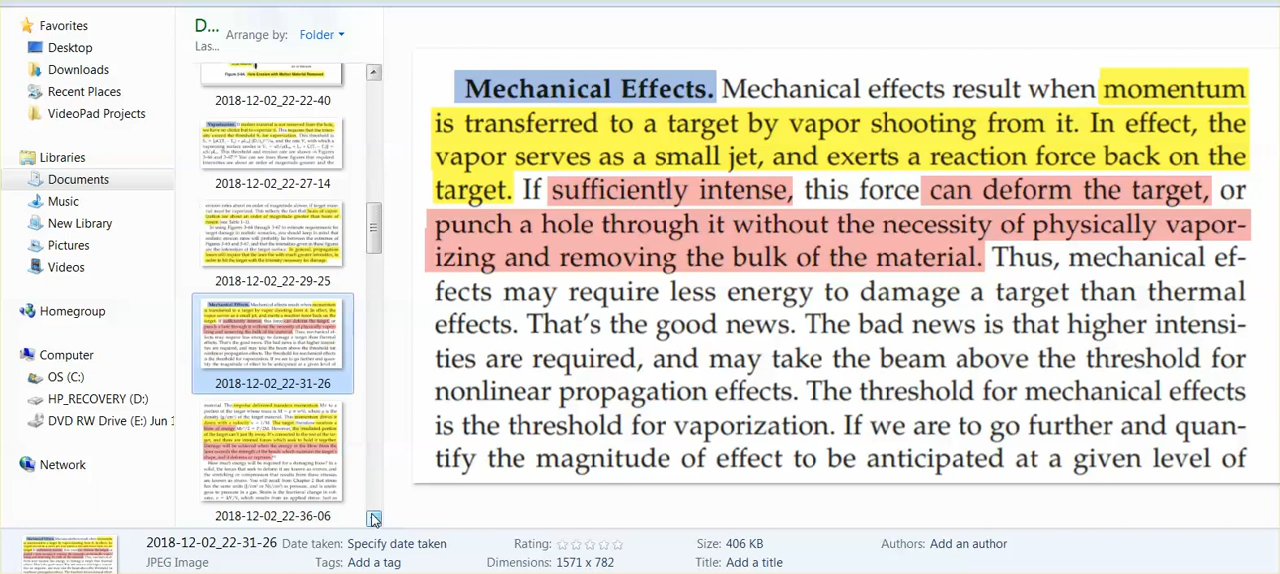 Favorites
Desktop
Downloads
Recent Places
VideoPad Projects
Libraries
Documents
Music
New Library
Pictures
Videos
Homegroup
Computer
OS (C:)
HP_RECOVERY (D:)
DVD RW Drive (E:) Jun 1
Network
D...
Las...
Arrange by: Folder
2018-12-02_22-22-40
2018-12-02_22-27-14
2018-12-02_22-29-25
2018-12-02_22-31-26
2018-12-02_22-36-06
Mechanical Effects. Mechanical effects result when momentum
is transferred to a target by vapor shooting from it. In effect, the
vapor serves as a small jet, and exerts a reaction force back on the
target. If sufficiently intense, this force can deform the target, or
punch a hole through it without the necessity of physically vapor-
izing and removing the bulk of the material. Thus, mechanical ef-
fects may require less energy to damage a target than thermal
effects. That's the good news. The bad news is that higher intensi-
ties are required, and may take the beam above the threshold for
nonlinear propagation effects. The threshold for mechanical effects
is the threshold for vaporization. If we are to go further and quan-
tify the magnitude of effect to be anticipated at a given level of
2018-12-02_22-31-26 Date taken: Specify date taken Rating: Size: 406 KB Authors: Add an author
JPEG Image Tags: Add a tag Dimensions: 1571 x 782 Title: Add a title